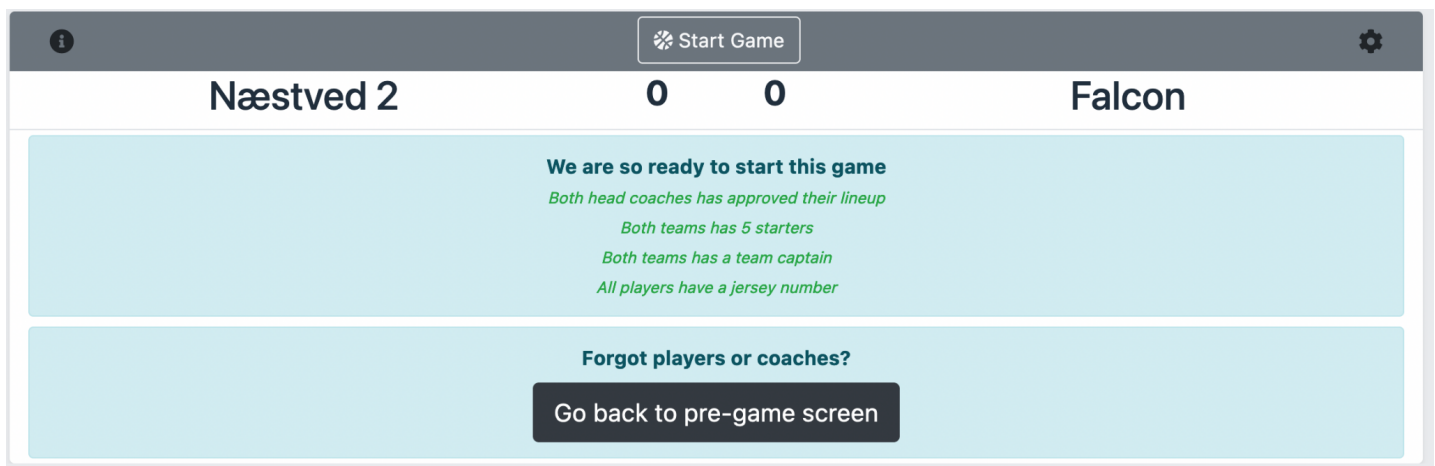 Start Game
Næstved 2 0 0 Falcon
We are so ready to start this game
Both head coaches has approved their lineup
Both teams has 5 starters
Both teams has a team captain
All players have a jersey number
Forgot players or coaches?
Go back to pre-game screen